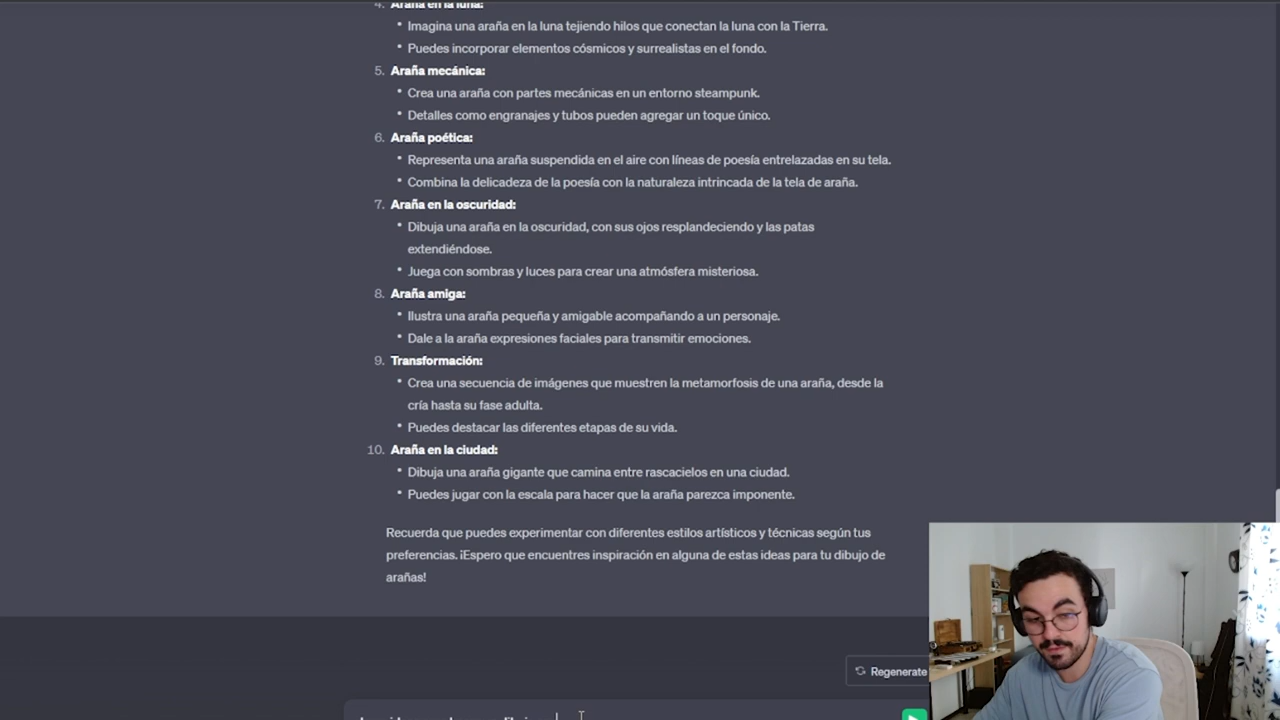 4. Araña en la luna:
• Imagina una araña en la luna tejiendo hilos que conectan la luna con la Tierra.
• Puedes incorporar elementos cósmicos y surrealistas en el fondo.
5. Araña mecánica:
• Crea una araña con partes mecánicas en un entorno steampunk.
• Detalles como engranajes y tubos pueden agregar un toque único.
6. Araña poética:
• Representa una araña suspendida en el aire con líneas de poesía entrelazadas en su tela.
• Combina la delicadeza de la poesía con la naturaleza intrincada de la tela de araña.
7. Araña en la oscuridad:
• Dibuja una araña en la oscuridad, con sus ojos resplandeciendo y las patas
extendiéndose.
• Juega con sombras y luces para crear una atmósfera misteriosa.
8. Araña amiga:
• Ilustra una araña pequeña y amigable acompañando a un personaje.
• Dale a la araña expresiones faciales para transmitir emociones.
9. Transformación:
• Crea una secuencia de imágenes que muestren la metamorfosis de una araña, desde la
cría hasta su fase adulta.
• Puedes destacar las diferentes etapas de su vida.
10. Araña en la ciudad:
• Dibuja una araña gigante que camina entre rascacielos en una ciudad.
• Puedes jugar con la escala para hacer que la araña parezca imponente.
Recuerda que puedes experimentar con diferentes estilos artísticos y técnicas según tus
preferencias. ¡Espero que encuentres inspiración en alguna de estas ideas para tu dibujo de
arañas!
Regenerate